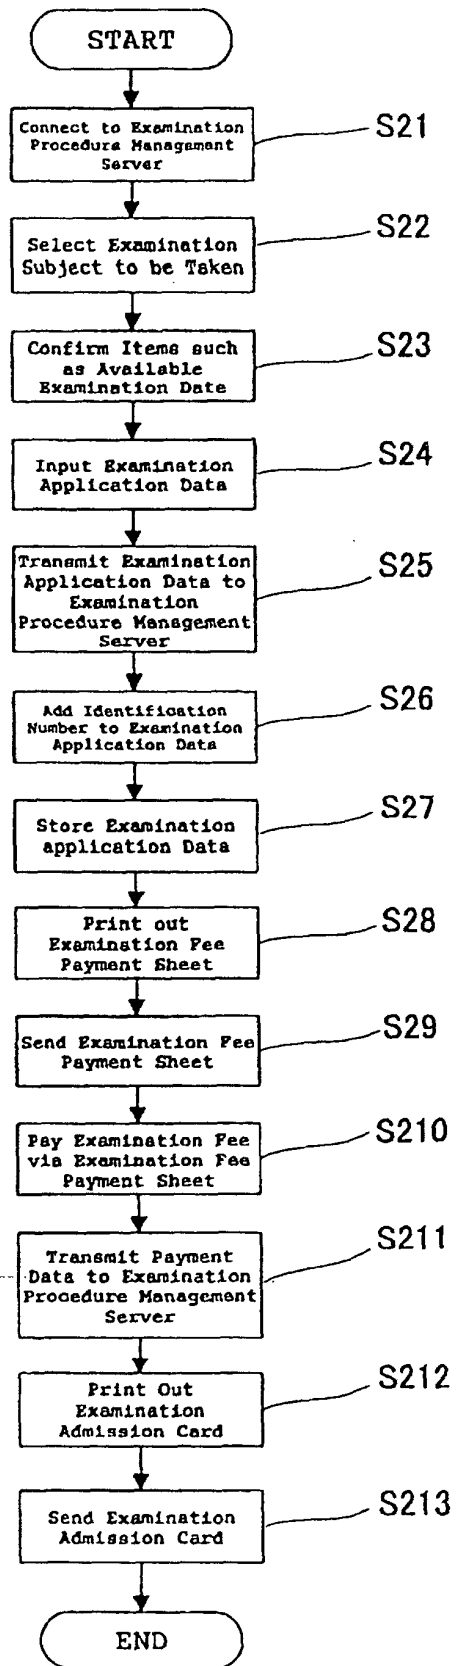 START
Connect to Examination
Procedure Management
Server
S21
Select Examination
Subject to be Taken
S22
Confirm Items such
as Available
Examination Date
S23
Input Examination
Application Data
S24
Transmit Examination
Application Data to
Examination
Procedure Management
Server
S25
Add Identification
Number to Examination
Application Data
S26
Store Examination
application Data
S27
Print out
Examination Fee
Payment Sheet
S28
Send Examination Fee
Payment Sheet
S29
Pay Examination Fee
via Examination Fee
Payment Sheet
S210
Transmit Payment
Data to Examination
Procedure Management
Server
S211
Print Out
Examination
Admission Card
S212
Send Examination
Admission Card
S213
END